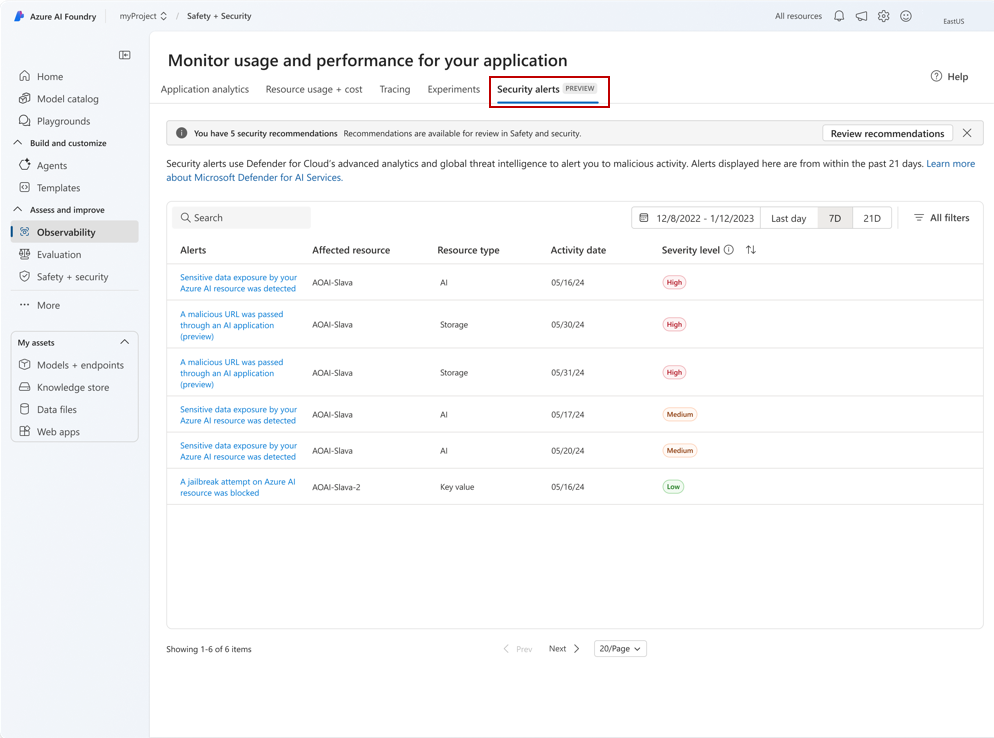 Azure AI Foundry
myProject / Safety + Security
All resources
EastUS
Home
Model catalog
Playgrounds
Build and customize
Agents
Templates
Assess and improve
Observability
Evaluation
Safety + security
More
My assets
Models + endpoints
Knowledge store
Data files
Web apps
Monitor usage and performance for your application
Help
Application analytics Resource usage + cost Tracing Experiments Security alerts PREVIEW
You have 5 security recommendations Recommendations are available for review in Safety and security. Review recommendations
Security alerts use Defender for Cloud's advanced analytics and global threat intelligence to alert you to malicious activity. Alerts displayed here are from within the past 21 days. Learn more
about Microsoft Defender for AI Services.
Search 12/8/2022 - 1/12/2023 Last day 7D 21D All filters
Alerts Affected resource Resource type Activity date Severity level
Sensitive data exposure by your
Azure AI resource was detected
AOAI-Slava AI 05/16/24 High
A malicious URL was passed
through an AI application
(preview)
AOAI-Slava Storage 05/30/24 High
A malicious URL was passed
through an AI application
(preview)
AOAI-Slava Storage 05/31/24 High
Sensitive data exposure by your
Azure AI resource was detected
AOAI-Slava AI 05/17/24 Medium
Sensitive data exposure by your
Azure AI resource was detected
AOAI-Slava AI 05/20/24 Medium
A jailbreak attempt on Azure AI
resource was blocked
AOAI-Slava-2 Key value 05/16/24 Low
Showing 1-6 of 6 items Prev Next 20/Page